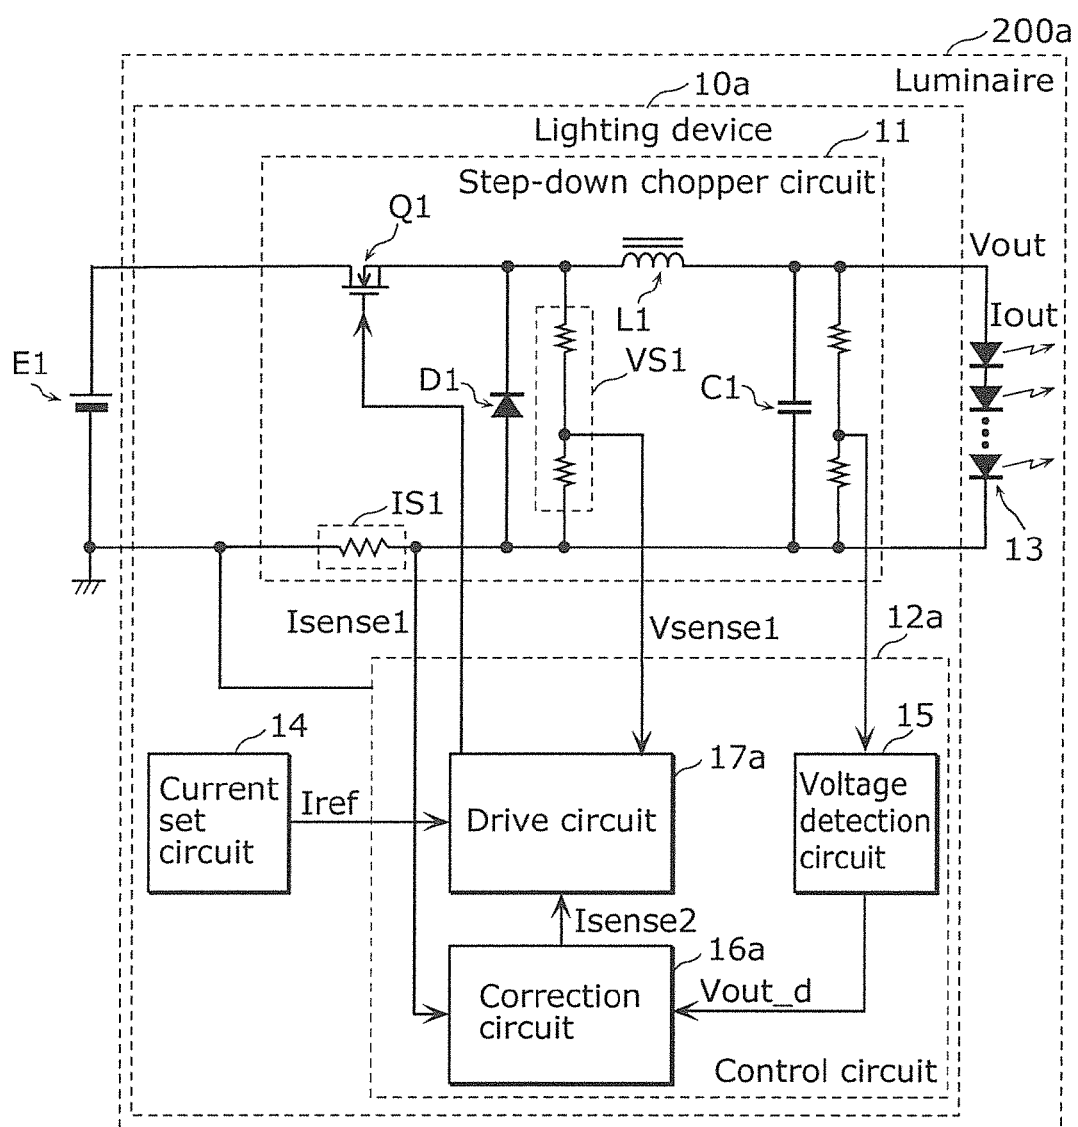 200a
Luminaire
10a
Lighting device
11
Step-down chopper circuit
Q1
Vout
L1
Iout
E1
D1
VS1
C1
IS1
13
Isense1
Vsense1
12a
14
15
17a
Current
set
circuit
Iref
Drive circuit
Voltage
detection
circuit
Isense2
16a
Correction
circuit
Vout_d
Control circuit